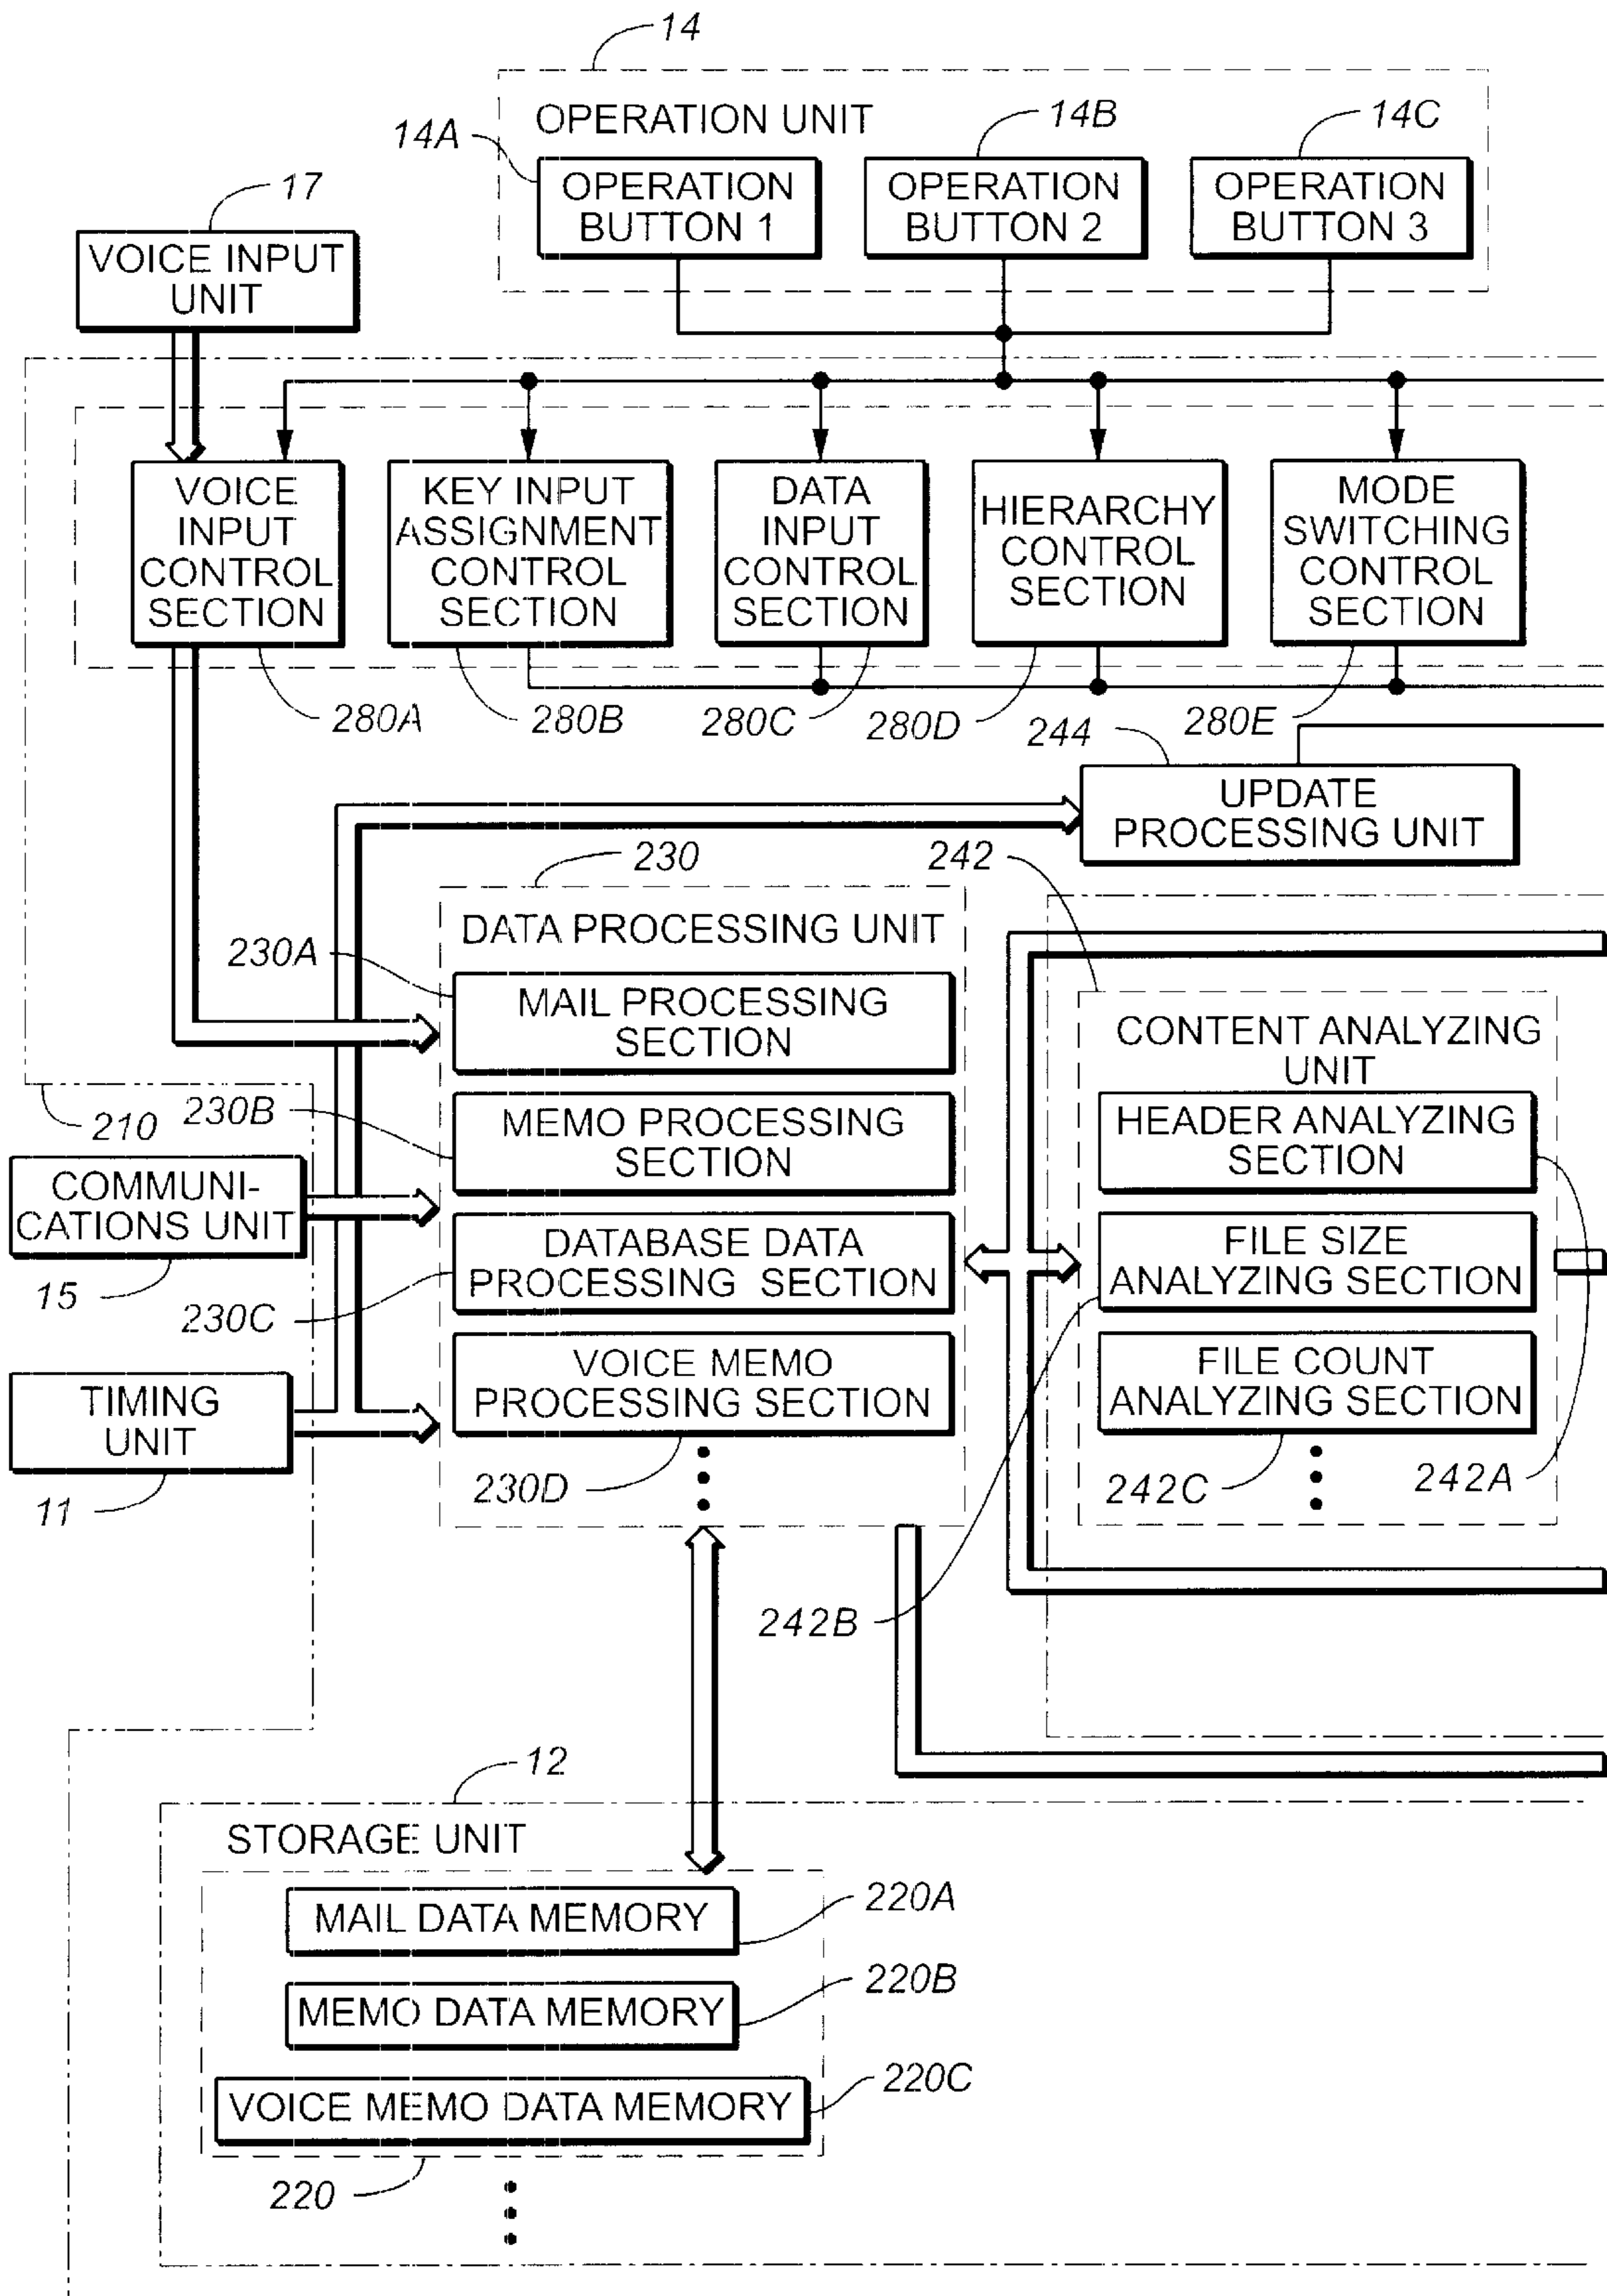 14
OPERATION UNIT
14A
14B
14C
OPERATION
BUTTON 1
OPERATION
BUTTON 2
OPERATION
BUTTON 3
17
VOICE INPUT
UNIT
VOICE
INPUT
CONTROL
SECTION
KEY INPUT
ASSIGNMENT
CONTROL
SECTION
DATA
INPUT
CONTROL
SECTION
HIERARCHY
CONTROL
SECTION
MODE
SWITCHING
CONTROL
SECTION
280A
280B
280C
280D
280E
244
UPDATE
PROCESSING UNIT
230
242
DATA PROCESSING UNIT
230A
MAIL PROCESSING
SECTION
210
230B
MEMO PROCESSING
SECTION
COMMUNI-
CATIONS UNIT
15
230C
DATABASE DATA
PROCESSING SECTION
TIMING
UNIT
11
VOICE MEMO
PROCESSING SECTION
230D
CONTENT ANALYZING
UNIT
HEADER ANALYZING
SECTION
FILE SIZE
ANALYZING SECTION
FILE COUNT
ANALYZING SECTION
242C
242A
242B
12
STORAGE UNIT
MAIL DATA MEMORY
220A
MEMO DATA MEMORY
220B
VOICE MEMO DATA MEMORY
220C
220